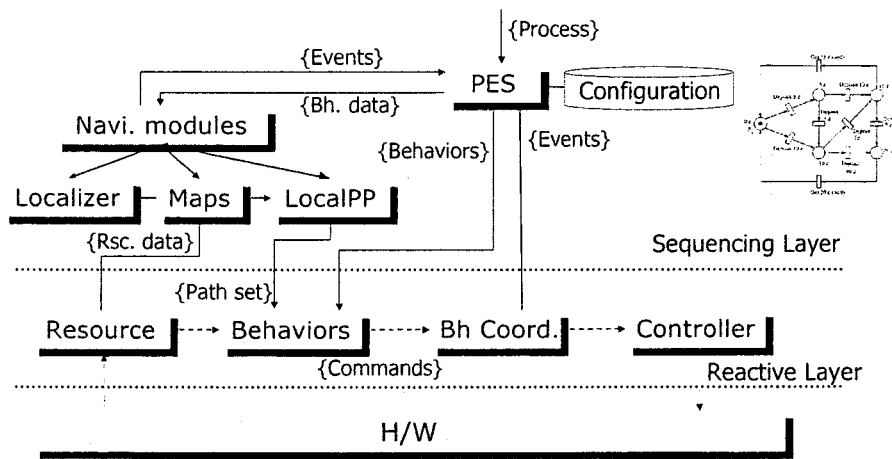 {Process}
{Events}
PES
Configuration
{Bh. data}
Navi. modules
{Behaviors}
{Events}
Localizer
Maps
LocalPP
{Rsc. data}
Sequencing Layer
{Path set}
Resource
Behaviors
Bh Coord.
Controller
{Commands}
Reactive Layer
H/W